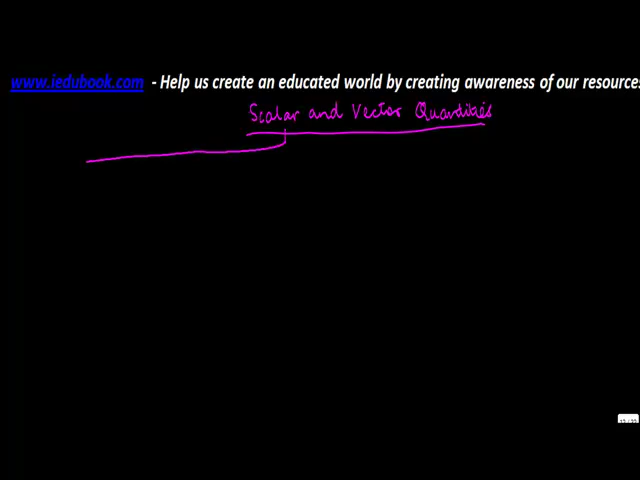 www.iedubook.com - Help us create an educated world by creating awareness of our resources
Scalar and Vector Quantities